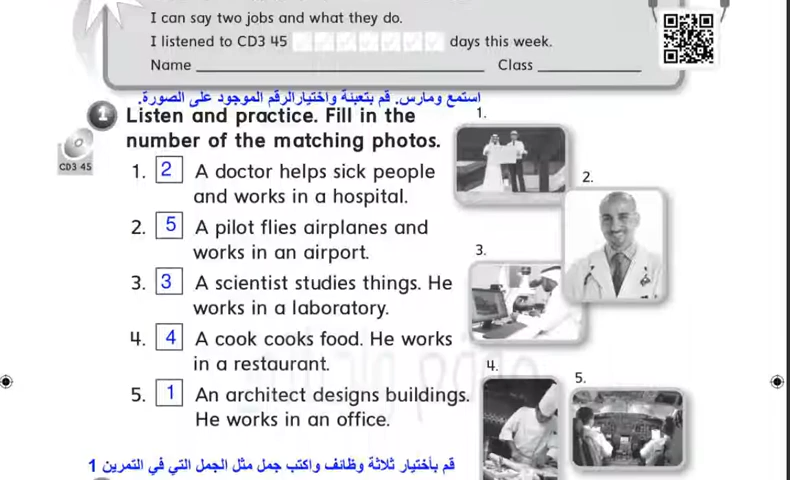 I can say two jobs and what they do.
I listened to CD3 45 days this week.
Name Class
استمع ومارس. قم بتعبئة واختيارالرقم الموجود على الصورة.
1 Listen and practice. Fill in the
number of the matching photos.
CD3 45
1. 2 A doctor helps sick people
and works in a hospital.
2. 5 A pilot flies airplanes and
works in an airport.
3. 3 A scientist studies things. He
works in a laboratory.
4. 4 A cook cooks food. He works
in a restaurant.
5. 1 An architect designs buildings.
He works in an office.
1.
2.
3.
4.
5.
قم بأختيار ثلاثة وظائف واكتب جمل مثل الجمل التي في التمرين 1